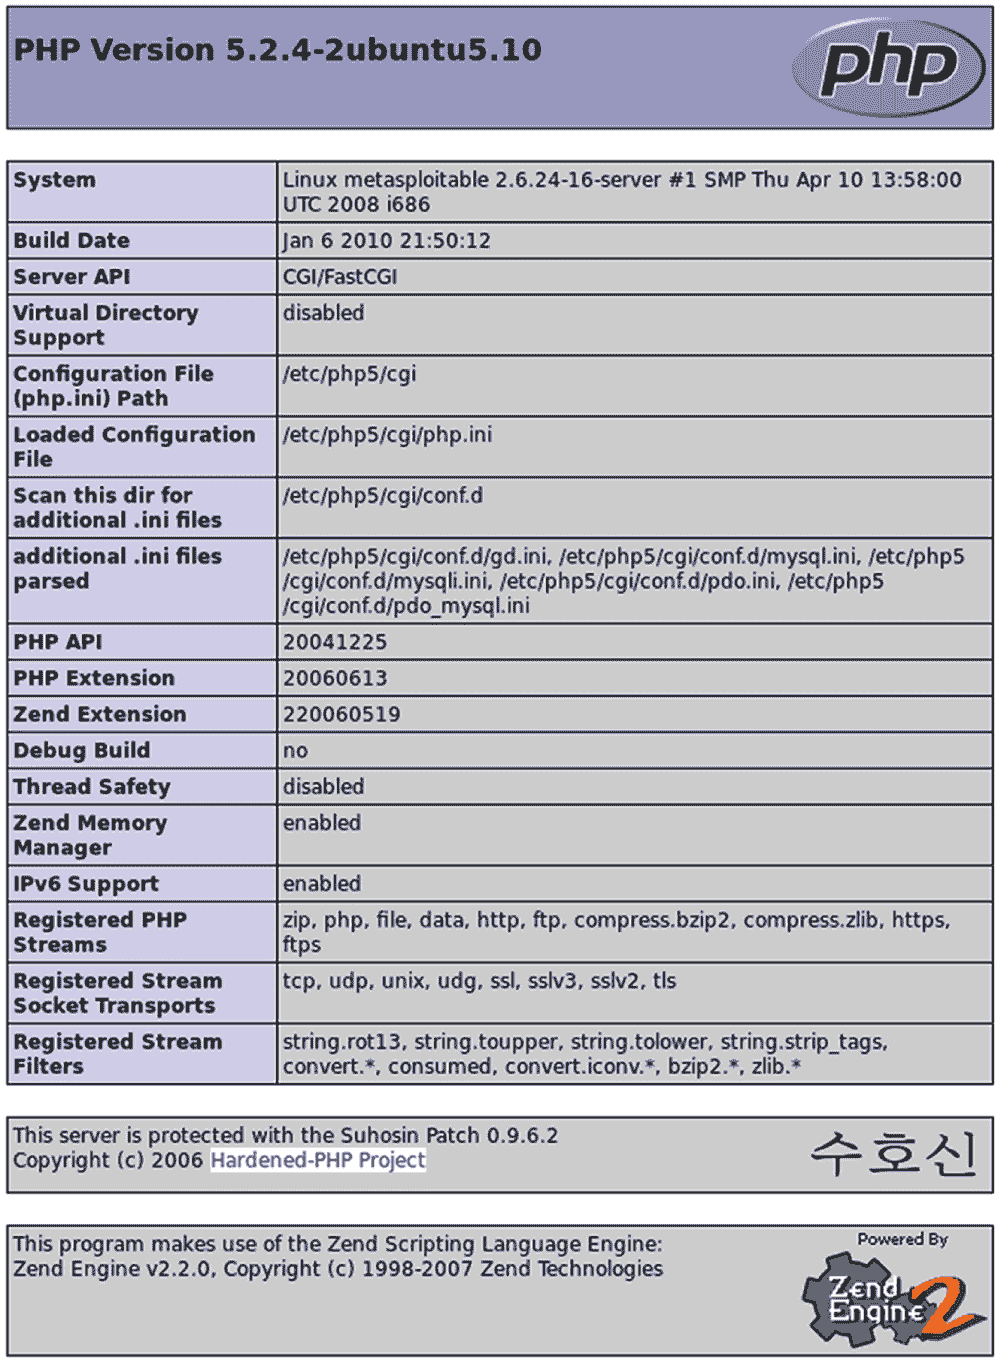 PHP Version 5.2.4-2ubuntu5.10
php
System
Linux metasploitable 2.6.24-16-server #1 SMP Thu Apr 10 13:58:00
UTC 2008 i686
Build Date
Jan 6 2010 21:50:12
Server API
CGI/FastCGI
Virtual Directory
Support
disabled
Configuration File
(php.ini) Path
/etc/php5/cgi
Loaded Configuration
File
/etc/php5/cgi/php.ini
Scan this dir for
additional .ini files
/etc/php5/cgi/conf.d
additional .ini files
parsed
/etc/php5/cgi/conf.d/gd.ini, /etc/php5/cgi/conf.d/mysql.ini, /etc/php5
/cgi/conf.d/mysqli.ini, /etc/php5/cgi/conf.d/pdo.ini, /etc/php5
/cgi/conf.d/pdo_mysql.ini
PHP API
20041225
PHP Extension
20060613
Zend Extension
220060519
Debug Build
no
Thread Safety
disabled
Zend Memory
Manager
enabled
IPv6 Support
enabled
Registered PHP
Streams
zip, php, file, data, http, ftp, compress.bzip2, compress.zlib, https,
ftps
Registered Stream
Socket Transports
tcp, udp, unix, udg, ssl, sslv3, sslv2, tls
Registered Stream
Filters
string.rot13, string.toupper, string.tolower, string.strip_tags,
convert.*, consumed, convert.iconv.*, bzip2.*, zlib.*
This server is protected with the Suhosin Patch 0.9.6.2
Copyright (c) 2006 Hardened-PHP Project
수호신
This program makes use of the Zend Scripting Language Engine:
Zend Engine v2.2.0, Copyright (c) 1998-2007 Zend Technologies
Powered By
Zend
Engine 2